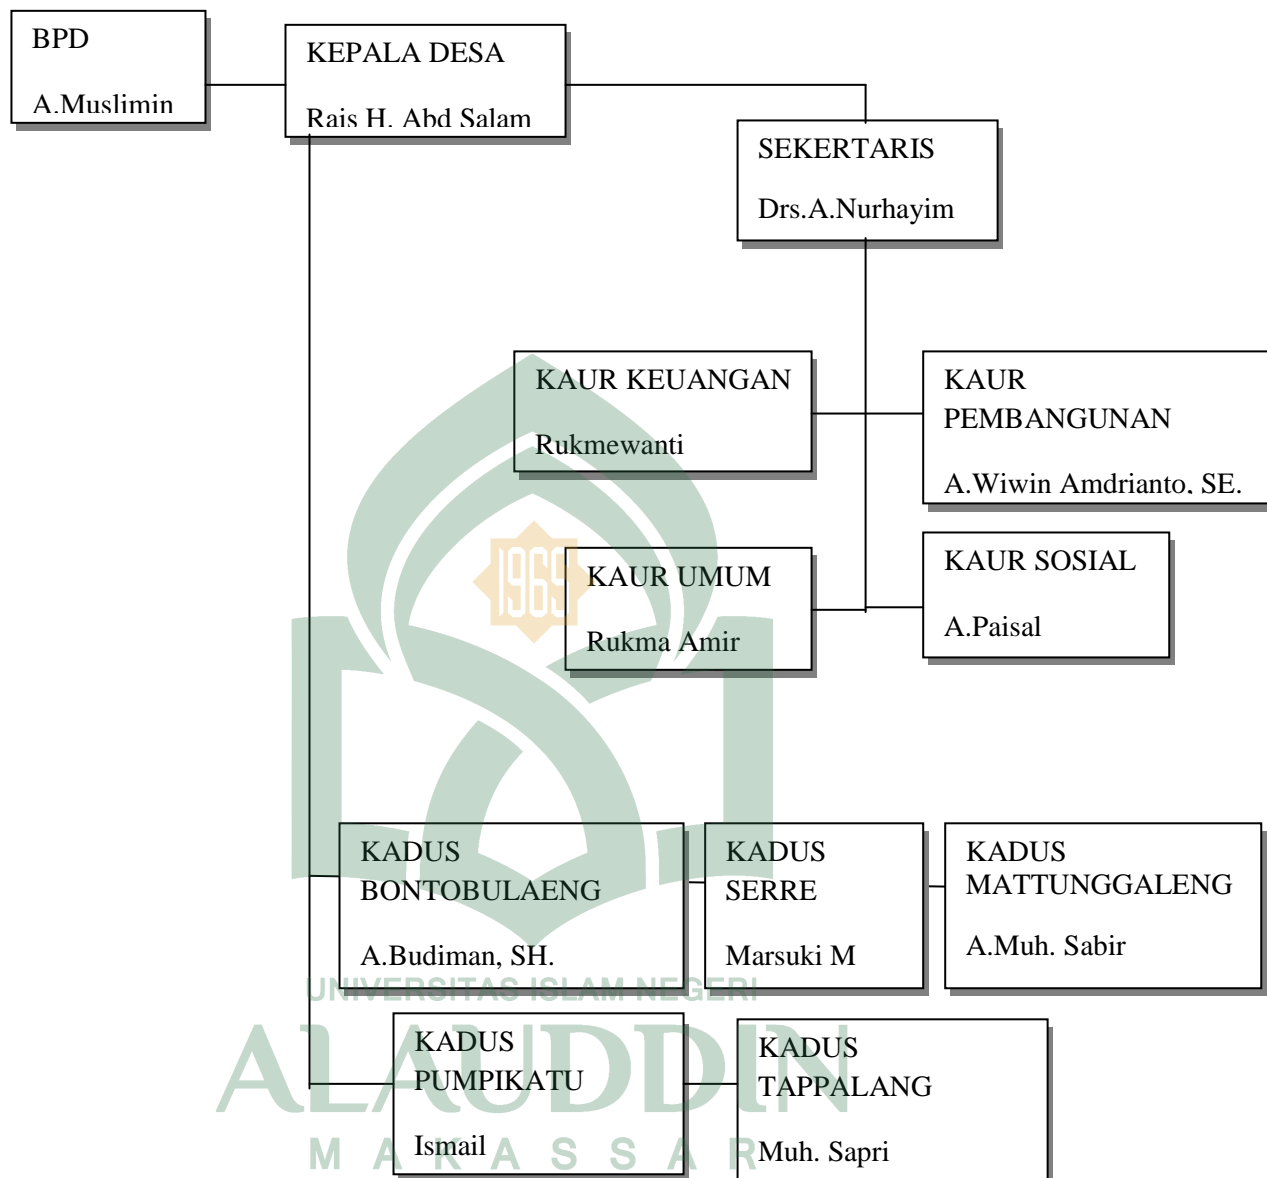 BPD
A.Muslimin
KEPALA DESA
Rais H. Abd Salam
SEKERTARIS
Drs.A.Nurhayim
KAUR KEUANGAN
Rukmewanti
KAUR
PEMBANGUNAN
A.Wiwin Amdrianto, SE.
1969
KAUR UMUM
Rukma Amir
KAUR SOSIAL
A.Paisal
KADUS
BONTOBULAENG
A.Budiman, SH.
KADUS
SERRE
Marsuki M
KADUS
MATTUNGGALENG
A.Muh. Sabir
UNIVERSITAS ISLAM NEGERI
ALAUDDIN
MAKASSAR
KADUS
PUMPIKATU
Ismail
KADUS
TAPPALANG
Muh. Sapri